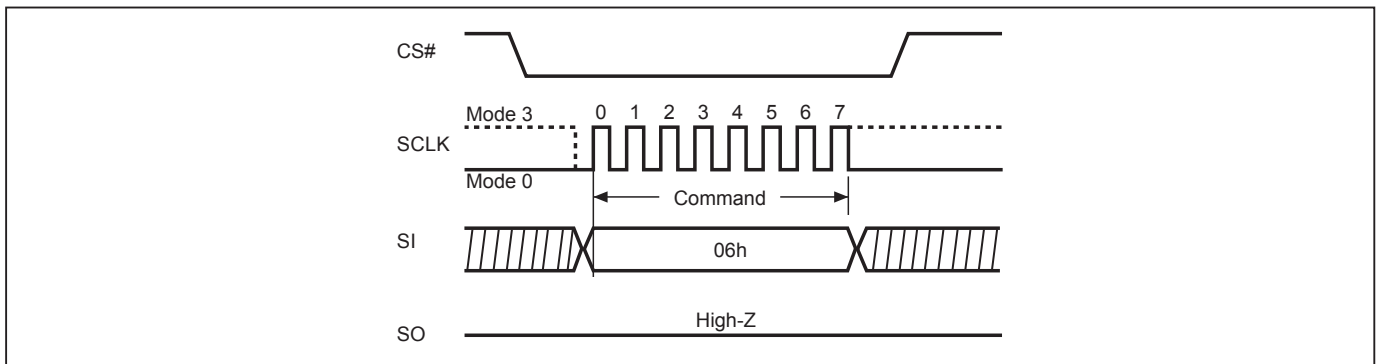 CS#
Mode 3
0 1 2 3 4 5 6 7
SCLK
Mode 0
Command
SI
06h
High-Z
SO